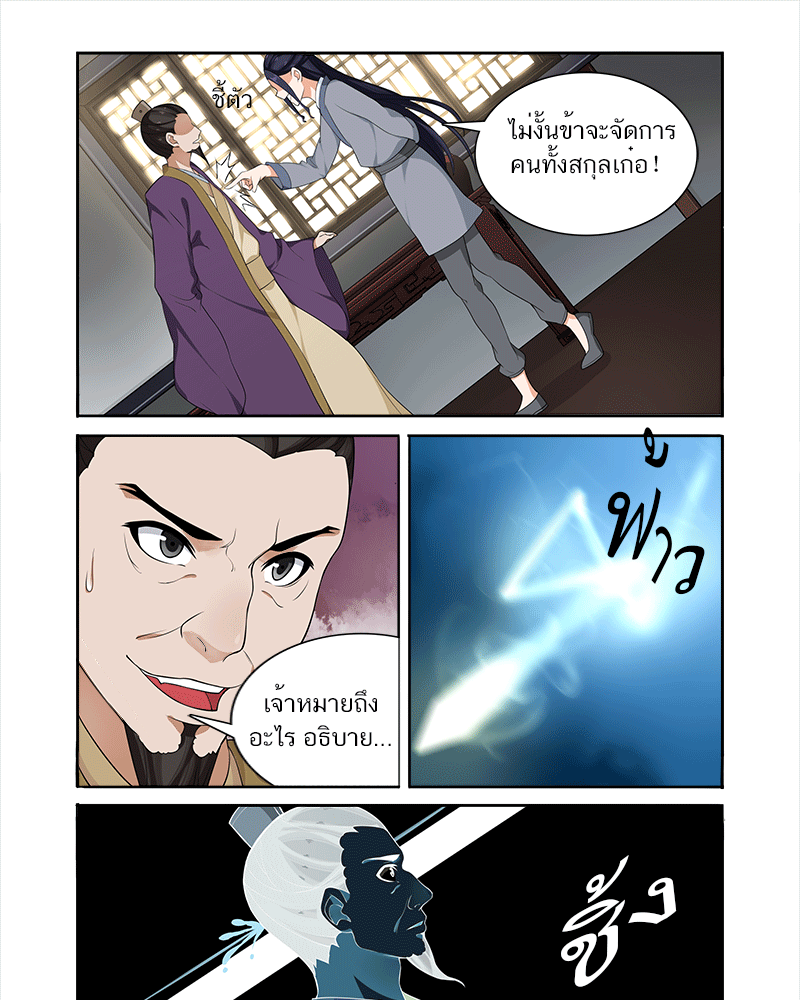 ชี้ตัว
ไม่งั้นข้าจะจัดการ
คนทั้งสกุลเก๋อ!
ฟ้าว
เจ้าหมายถึง
อะไร อธิบาย...
ชิ้ง